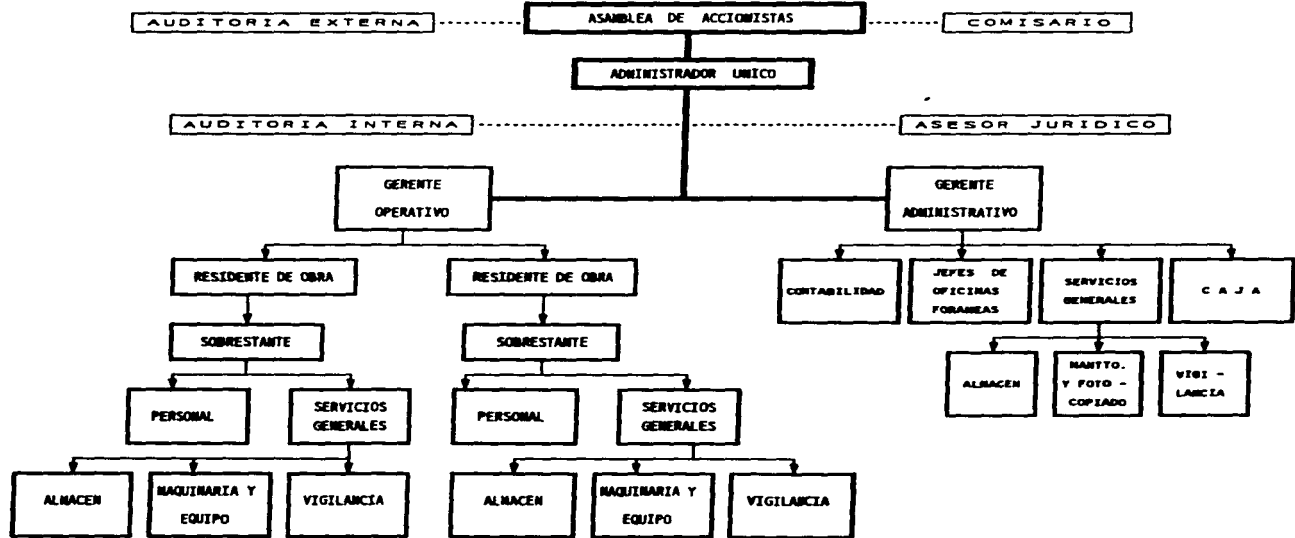 AUDITORIA EXTERNA
ASAMBLEA DE ACCIONISTAS
COMISARIO
ADMINISTRADOR UNICO
AUDITORIA INTERNA
ASESOR JURIDICO
GERENTE
OPERATIVO
GERENTE
ADMINISTRATIVO
RESIDENTE DE OBRA
RESIDENTE DE OBRA
CONTABILIDAD
JEFES DE
OFICINAS
FORANEAS
SERVICIOS
GENERALES
C A J A
SOBRESTANTE
SOBRESTANTE
ALMACEN
MANTTO.
Y FOTO -
COPIADO
VIGI -
LANCIA
PERSONAL
SERVICIOS
GENERALES
PERSONAL
SERVICIOS
GENERALES
ALMACEN
MAQUINARIA Y
EQUIPO
VIGILANCIA
ALMACEN
MAQUINARIA Y
EQUIPO
VIGILANCIA